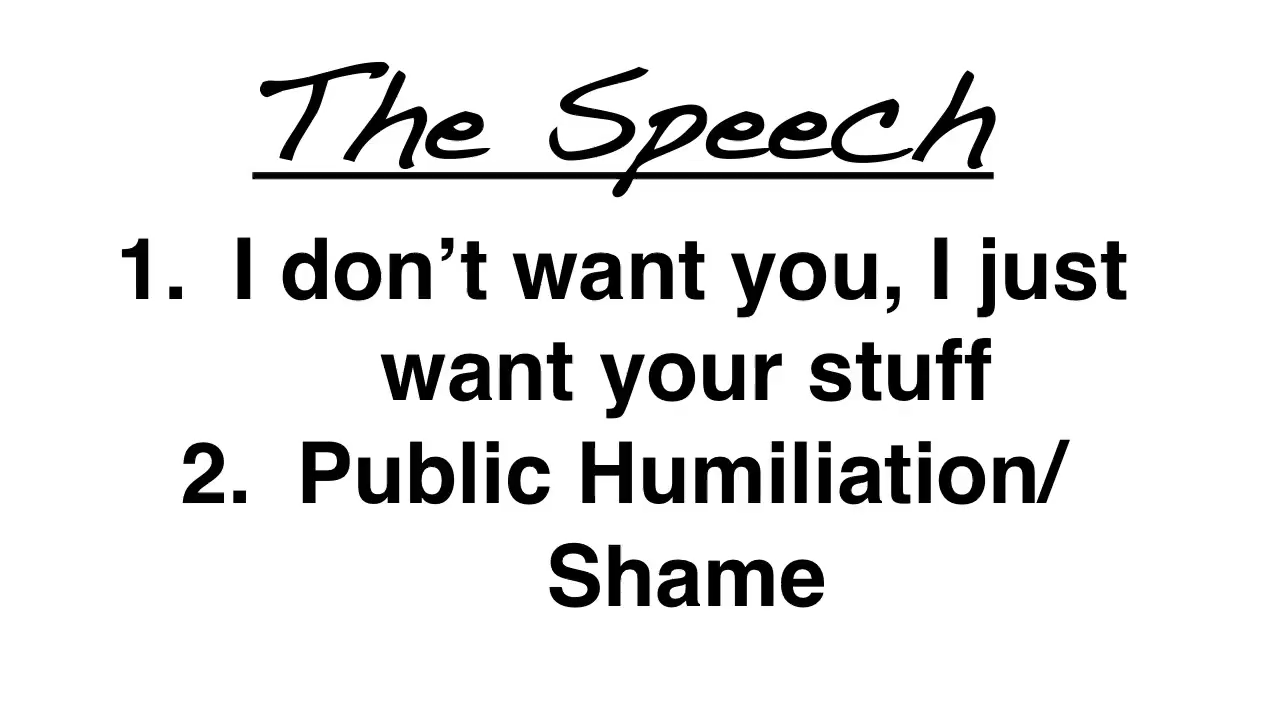 The Speech
1. I don’t want you, I just
want your stuff
2. Public Humiliation/
Shame